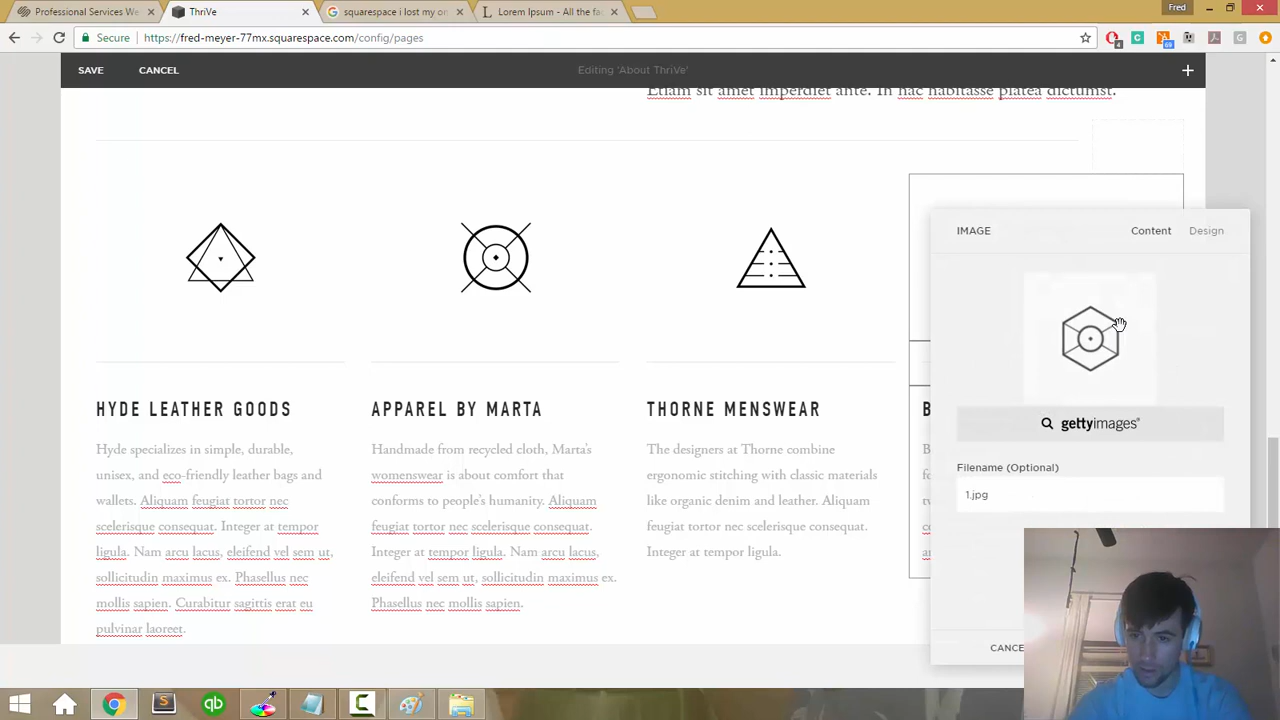 Professional Services We
ThriVe
squarespace i lost my on
Lorem Ipsum - All the fa
Fred
Secure
https://fred-meyer-77mx.squarespace.com/config/pages
SAVE
CANCEL
Editing 'About ThriVe'
Etiam sit amet imperdiet ante. In hac habitasse platea dictumst.
IMAGE
Content
Design
gettyimages®
Filename (Optional)
1.jpg
CANCE
HYDE LEATHER GOODS
Hyde specializes in simple, durable,
unisex, and eco-friendly leather bags and
wallets. Aliquam feugiat tortor nec
scelerisque consequat. Integer at tempor
ligula. Nam arcu lacus, eleifend vel sem ut,
sollicitudin maximus ex. Phasellus nec
mollis sapien. Curabitur sagittis erat eu
pulvinar laoreet.
APPAREL BY MARTA
Handmade from recycled cloth, Marta's
womenswear is about comfort that
conforms to people's humanity. Aliquam
feugiat tortor nec scelerisque consequat.
Integer at tempor ligula. Nam arcu lacus,
eleifend vel sem ut, sollicitudin maximus ex.
Phasellus nec mollis sapien.
THORNE MENSWEAR
The designers at Thorne combine
ergonomic stitching with classic materials
like organic denim and leather. Aliquam
feugiat tortor nec scelerisque consequat.
Integer at tempor ligula.